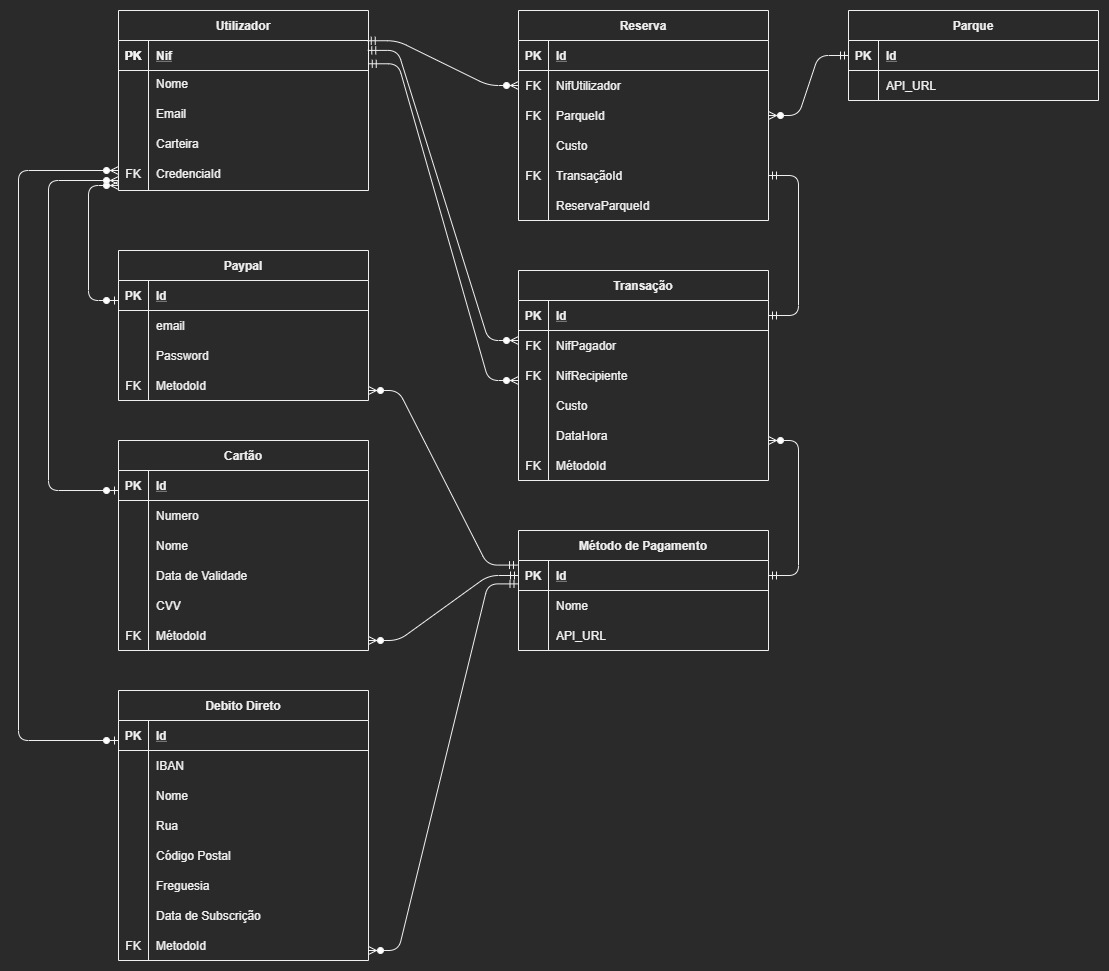 Utilizador
PK Nif
Nome
Email
Carteira
FK CredenciaId
Reserva
PK Id
FK NifUtilizador
FK ParqueId
Custo
FK TransaçãoId
ReservaParqueId
Parque
PK Id
API_URL
Paypal
PK Id
email
Password
FK MetodoId
Transação
PK Id
FK NifPagador
FK NifRecipiente
Custo
DataHora
FK MétodoId
Cartão
PK Id
Numero
Nome
Data de Validade
CVV
FK MétodoId
Método de Pagamento
PK Id
Nome
API_URL
Debito Direto
PK Id
IBAN
Nome
Rua
Código Postal
Freguesia
Data de Subscrição
FK MetodoId